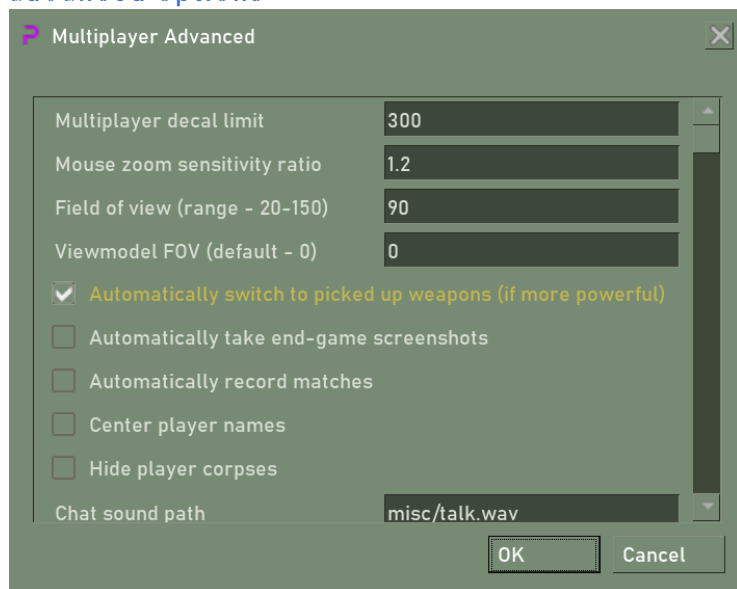 Multiplayer Advanced
Multiplayer decal limit 300
Mouse zoom sensitivity ratio 1.2
Field of view (range - 20-150) 90
Viewmodel FOV (default - 0) 0
Automatically switch to picked up weapons (if more powerful)
Automatically take end-game screenshots
Automatically record matches
Center player names
Hide player corpses
Chat sound path misc/talk.wav
OK Cancel